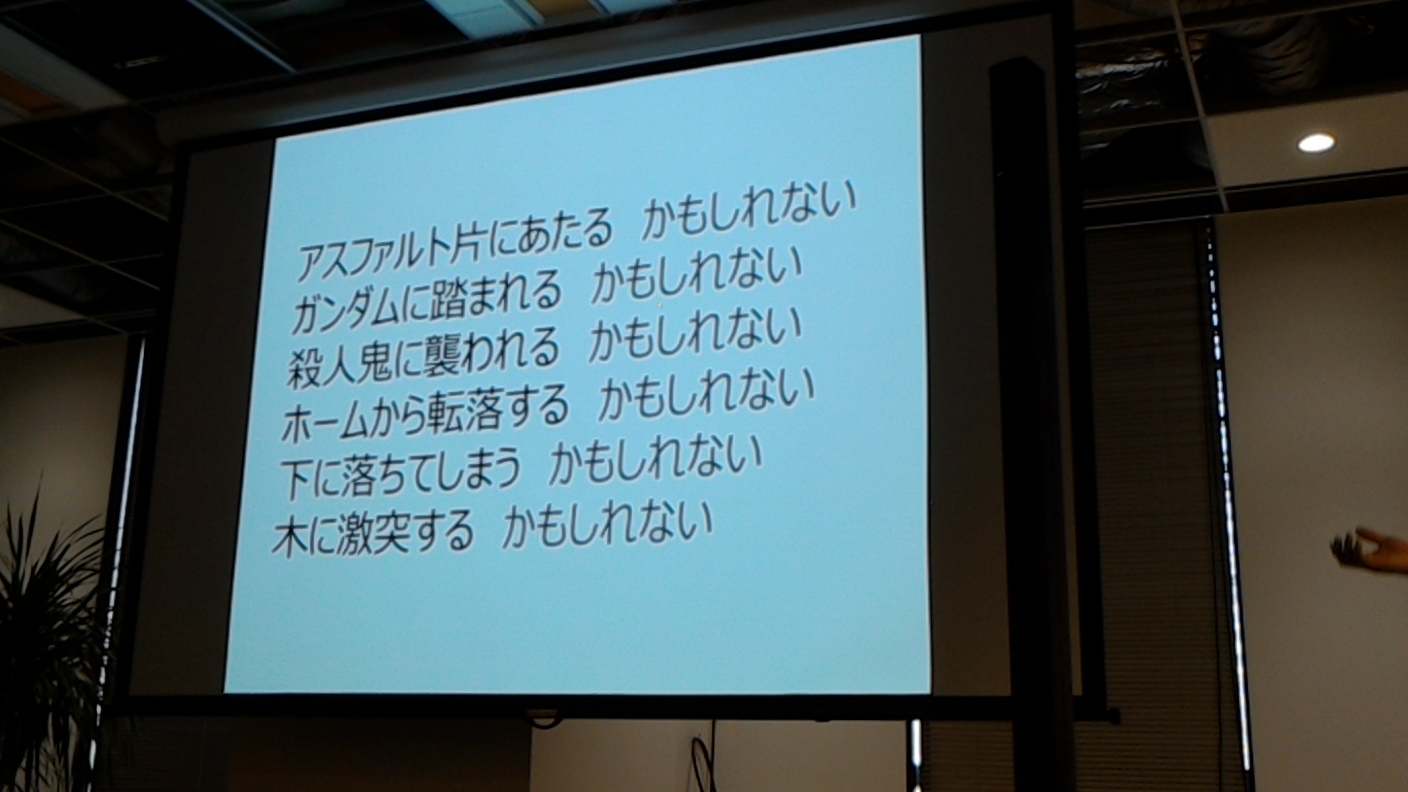 アスファルト片にあたる　かもしれない
ガンダムに踏まれる　かもしれない
殺人鬼に襲われる　かもしれない
ホームから転落する　かもしれない
下に落ちてしまう　かもしれない
木に激突する　かもしれない